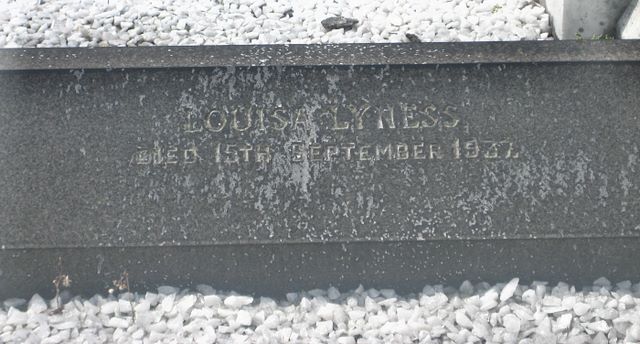 LOUISA LYNESS
DIED 15TH SEPTEMBER